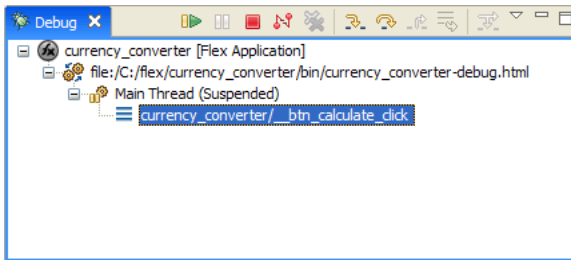 Debug
currency_converter [Flex Application]
file:/C:/flex/currency_converter/bin/currency_converter-debug.html
Main Thread (Suspended)
currency_converter/__btn_calculate_click